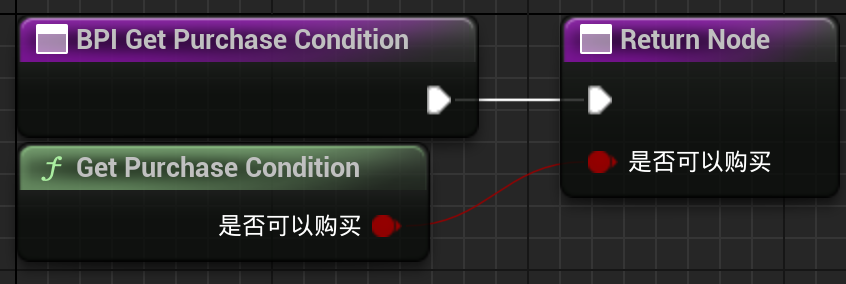 BPI Get Purchase Condition
Return Node
是否可以购买
f Get Purchase Condition
是否可以购买